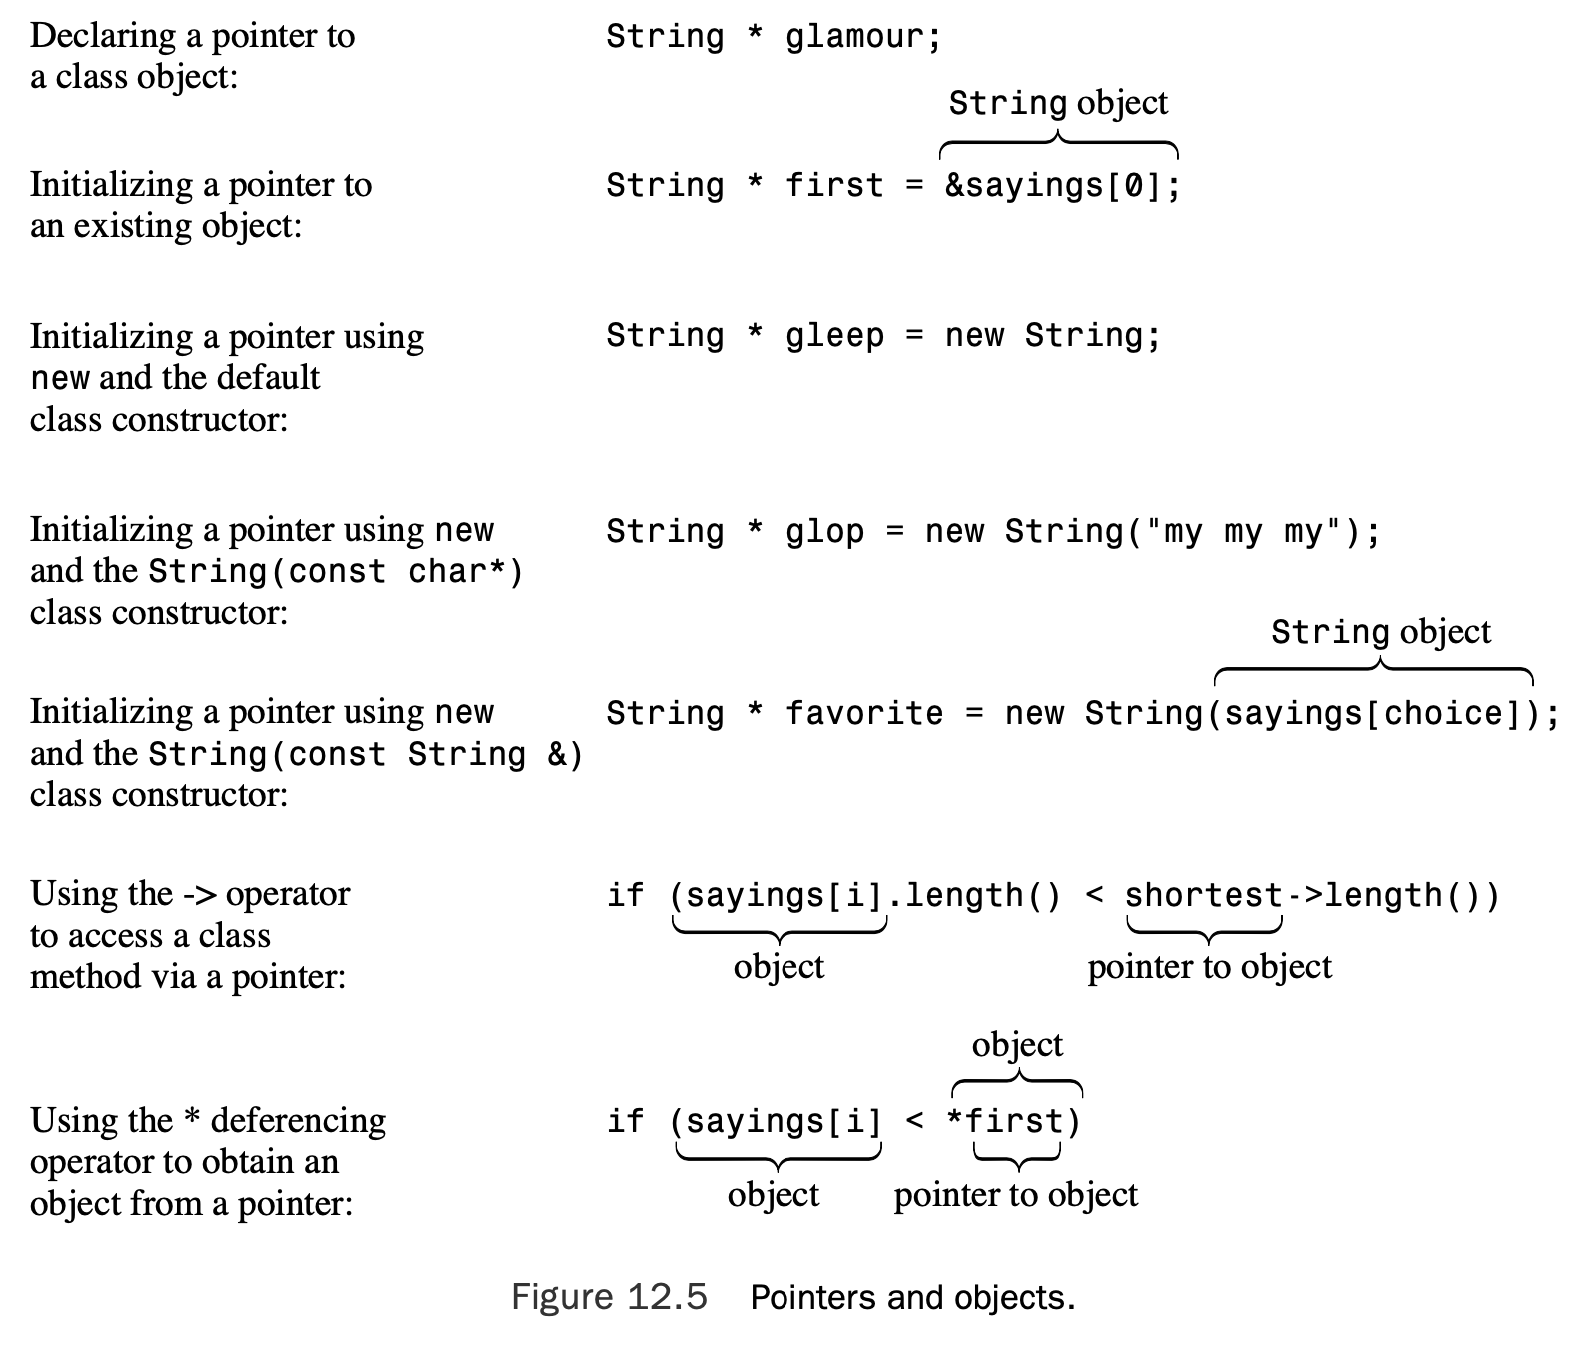 Declaring a pointer to
a class object:
String * glamour;
String object
Initializing a pointer to
an existing object:
String * first = &sayings[0];
Initializing a pointer using
new and the default
class constructor:
String * gleep = new String;
Initializing a pointer using new
and the String(const char*)
class constructor:
String * glop = new String("my my my");
String object
Initializing a pointer using new
and the String(const String &)
class constructor:
String * favorite = new String(sayings[choice]);
Using the -> operator
to access a class
method via a pointer:
if (sayings[i].length() < shortest->length())
object pointer to object
object
Using the * deferencing
operator to obtain an
object from a pointer:
if (sayings[i] < *first)
object pointer to object
Figure 12.5 Pointers and objects.